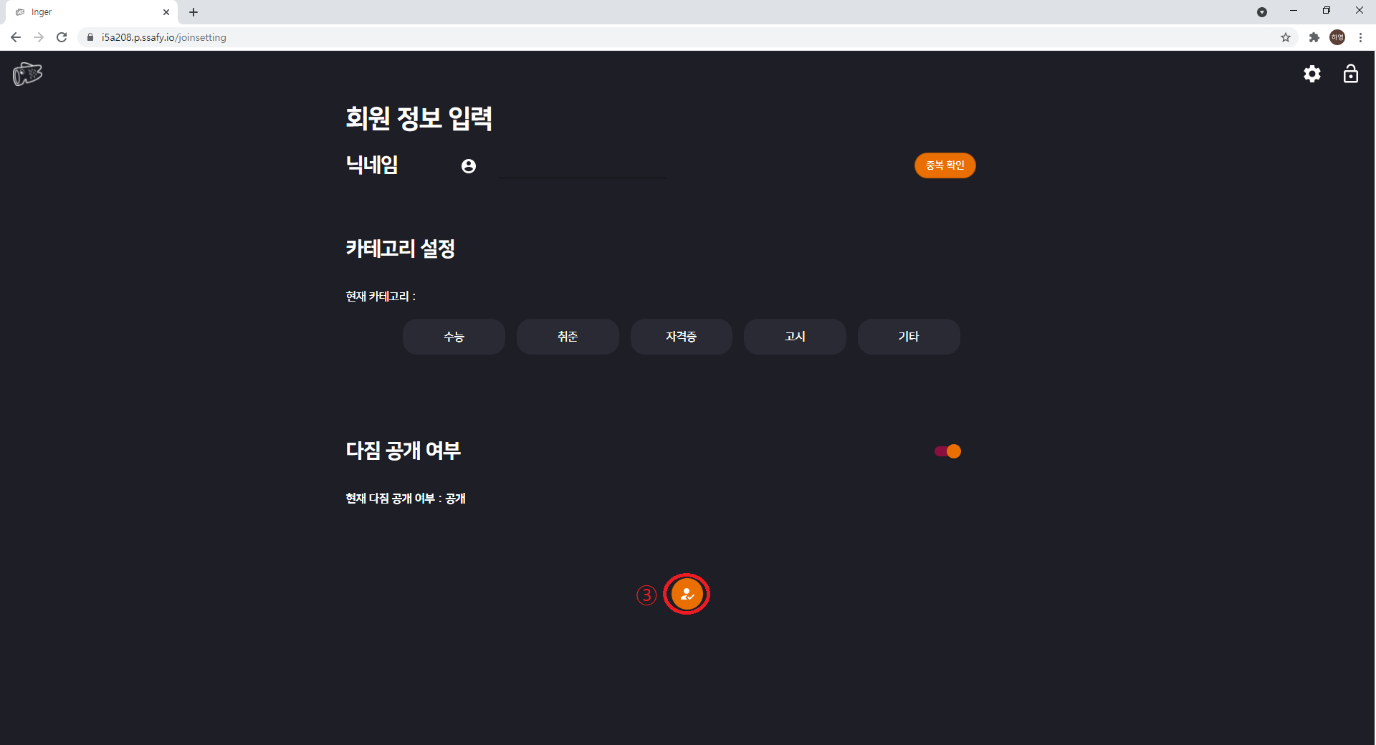 Inger
i5a208.p.ssafy.io/joinsetting
하영
회원 정보 입력
닉네임
중복 확인
카테고리 설정
현재 카테고리 :
수능 취준 자격증 고시 기타
다짐 공개 여부
현재 다짐 공개 여부 : 공개
③